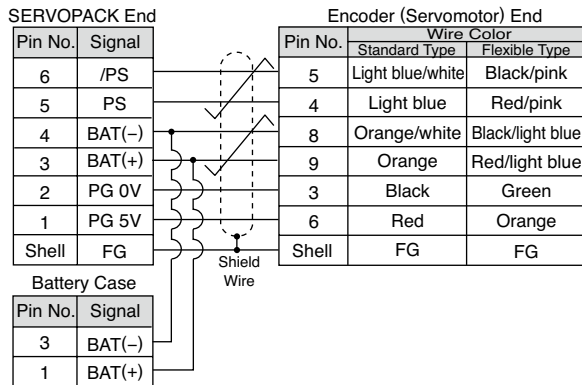 SERVOPACK End Encoder (Servomotor) End
Pin No. Signal Pin No. Wire Color
Standard Type Flexible Type
6 /PS 5 Light blue/white Black/pink
5 PS 4 Light blue Red/pink
4 BAT(−) 8 Orange/white Black/light blue
3 BAT(+) 9 Orange Red/light blue
2 PG 0V 3 Black Green
1 PG 5V 6 Red Orange
Shell FG Shell FG FG
Shield
Wire
Battery Case
Pin No. Signal
3 BAT(−)
1 BAT(+)